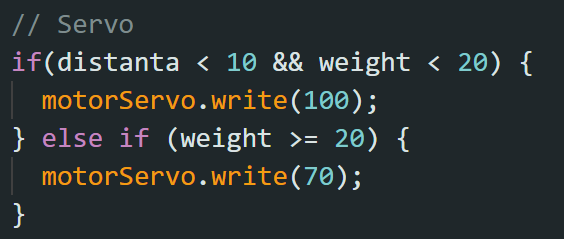 // Servo
if(distanta < 10 && weight < 20) {
  motorServo.write(100);
} else if (weight >= 20) {
  motorServo.write(70);
}